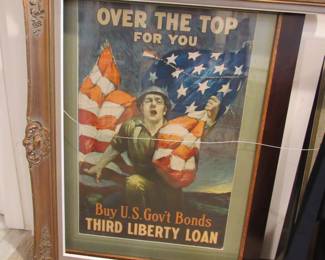 OVER THE TOP
FOR YOU
Buy U.S. Gov't Bonds
THIRD LIBERTY LOAN